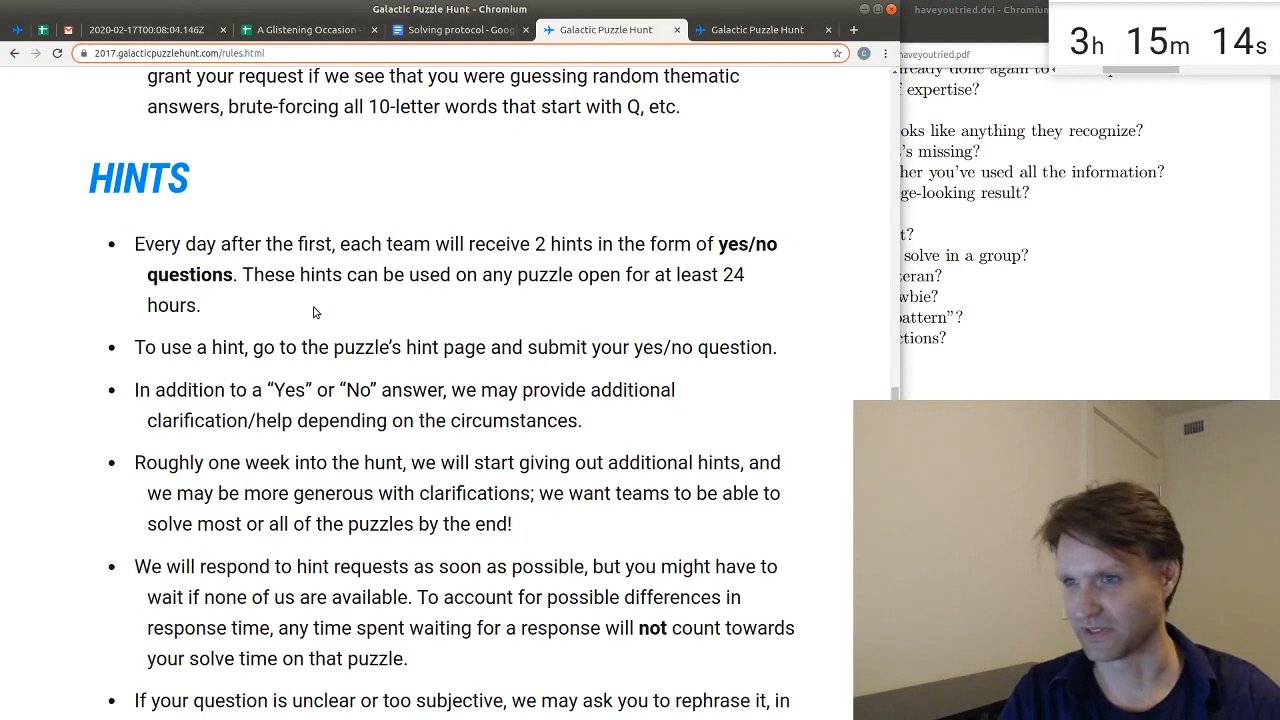 Galactic Puzzle Hunt - Chromium
haveyoutried.dvi - Chromium
3h 15m 14s
2020-02-17T00:08:04.146Z
A Glistening Occasion
Solving protocol - Goog
Galactic Puzzle Hunt
Galactic Puzzle Hunt
2017.galacticpuzzlehunt.com/rules.html
haveyoutried.pdf
grant your request if we see that you were guessing random thematic
answers, brute-forcing all 10-letter words that start with Q, etc.
HINTS
• Every day after the first, each team will receive 2 hints in the form of yes/no
questions. These hints can be used on any puzzle open for at least 24
hours.
• To use a hint, go to the puzzle’s hint page and submit your yes/no question.
• In addition to a “Yes” or “No” answer, we may provide additional
clarification/help depending on the circumstances.
• Roughly one week into the hunt, we will start giving out additional hints, and
we may be more generous with clarifications; we want teams to be able to
solve most or all of the puzzles by the end!
• We will respond to hint requests as soon as possible, but you might have to
wait if none of us are available. To account for possible differences in
response time, any time spent waiting for a response will not count towards
your solve time on that puzzle.
• If your question is unclear or too subjective, we may ask you to rephrase it, in
already done again to
f expertise?
ooks like anything they recognize?
’s missing?
her you’ve used all the information?
ge-looking result?
t?
solve in a group?
teran?
wbie?
pattern”?
ctions?